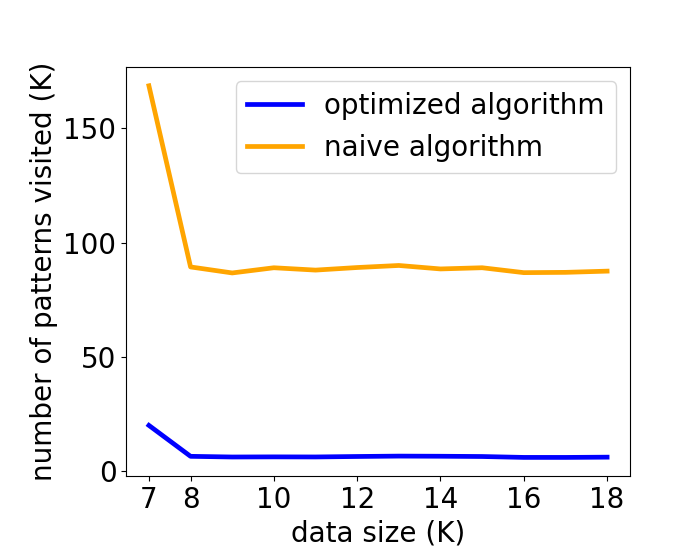 optimized algorithm
naive algorithm
number of patterns visited (K)
150
100
50
0
7 8 10 12 14 16 18
data size (K)